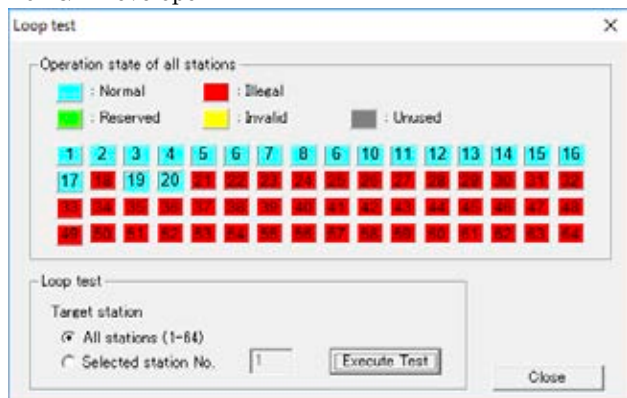 Loop test
Operation state of all stations
: Normal : Illegal
: Reserved : Invalid : Unused
1 2 3 4 5 6 7 8 6 10 11 12 13 14 15 16
17 18 19 20 21 22 23 24 25 26 27 28 29 30 31 32
33 34 35 36 37 38 39 40 41 42 43 44 45 46 47 48
49 50 51 52 53 54 55 56 57 58 59 60 61 62 63 64
Loop test
Target station
All stations (1-64)
Selected station No. 1 Execute Test
Close